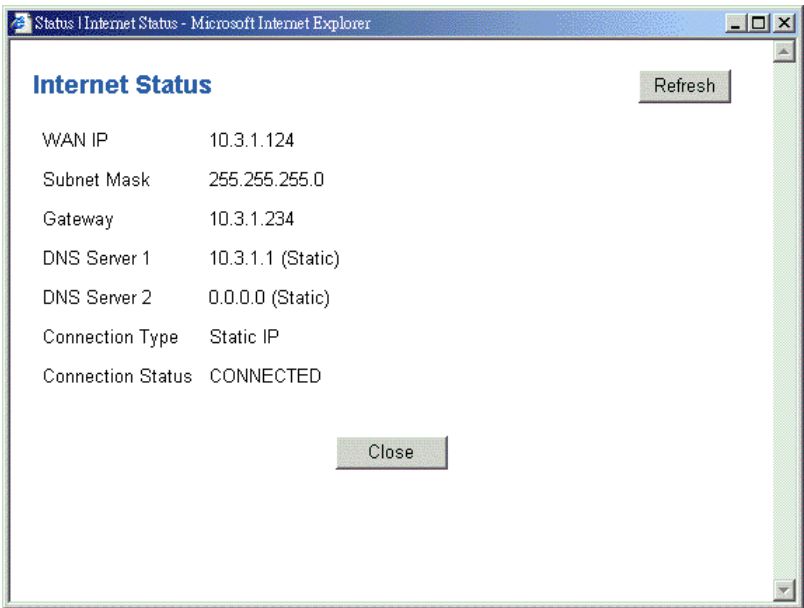 Status | Internet Status - Microsoft Internet Explorer
Internet Status
Refresh
WAN IP 10.3.1.124
Subnet Mask 255.255.255.0
Gateway 10.3.1.234
DNS Server 1 10.3.1.1 (Static)
DNS Server 2 0.0.0.0 (Static)
Connection Type Static IP
Connection Status CONNECTED
Close